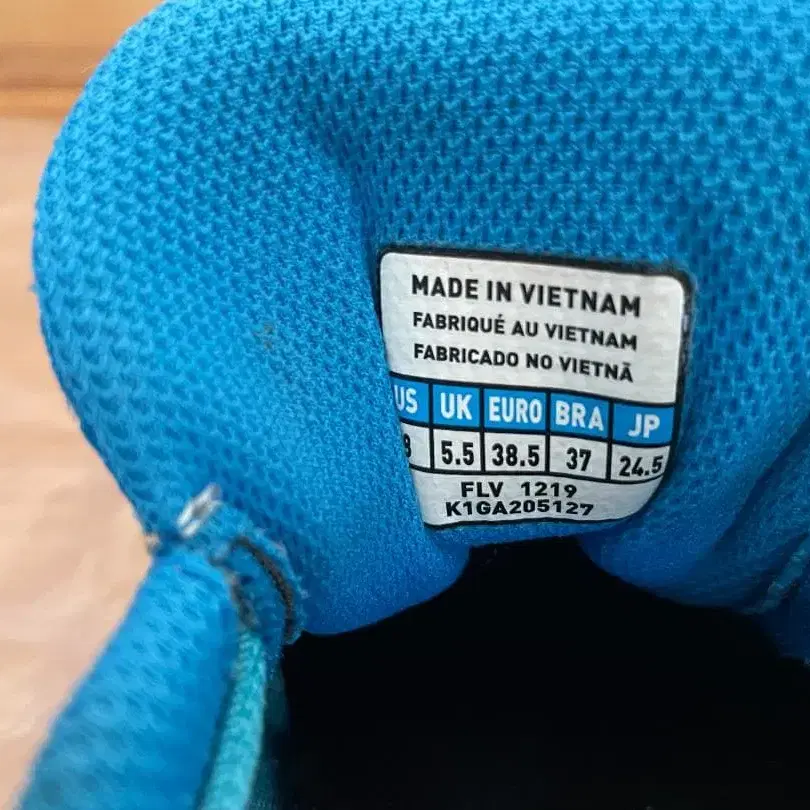 MADE IN VIETNAM
FABRIQUÉ AU VIETNAM
FABRICADO NO VIETNÃ
US UK EURO BRA JP
8 5.5 38.5 37 24.5
FLV 1219
K1GA205127